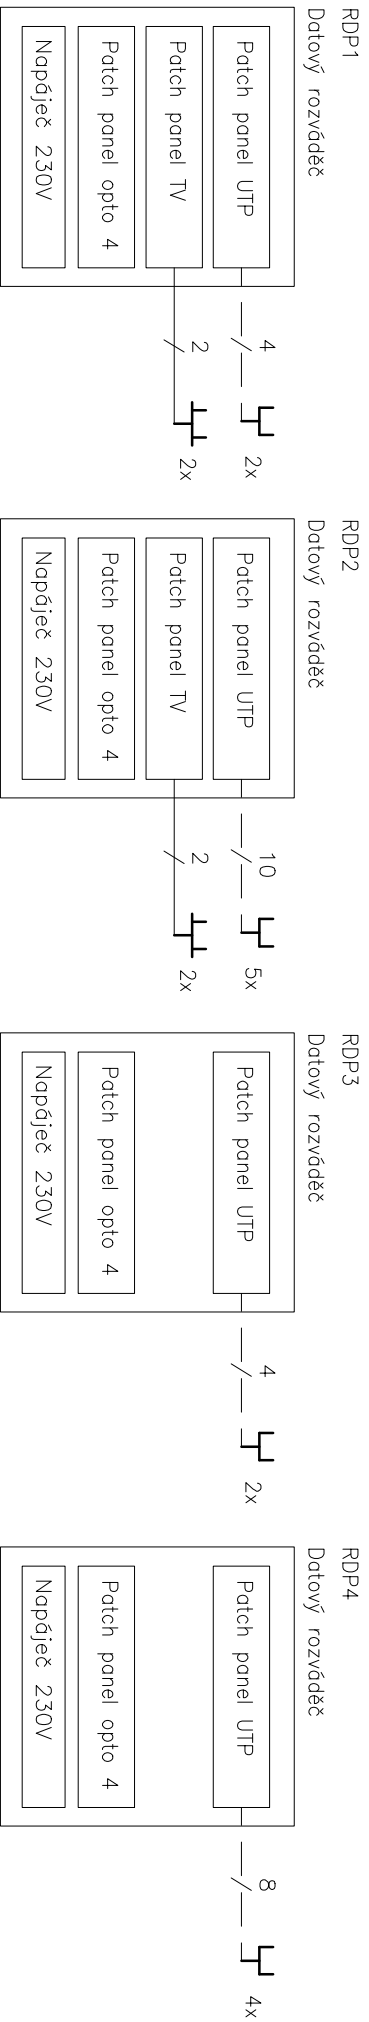 RDP1
Datový rozváděč
Patch panel UTP
4
2x
Patch panel TV
2
2x
Patch panel opto 4
Napáječ 230V
RDP2
Datový rozváděč
Patch panel UTP
10
5x
Patch panel TV
2
2x
Patch panel opto 4
Napáječ 230V
RDP3
Datový rozváděč
Patch panel UTP
4
2x
Patch panel opto 4
Napáječ 230V
RDP4
Datový rozváděč
Patch panel UTP
8
4x
Patch panel opto 4
Napáječ 230V